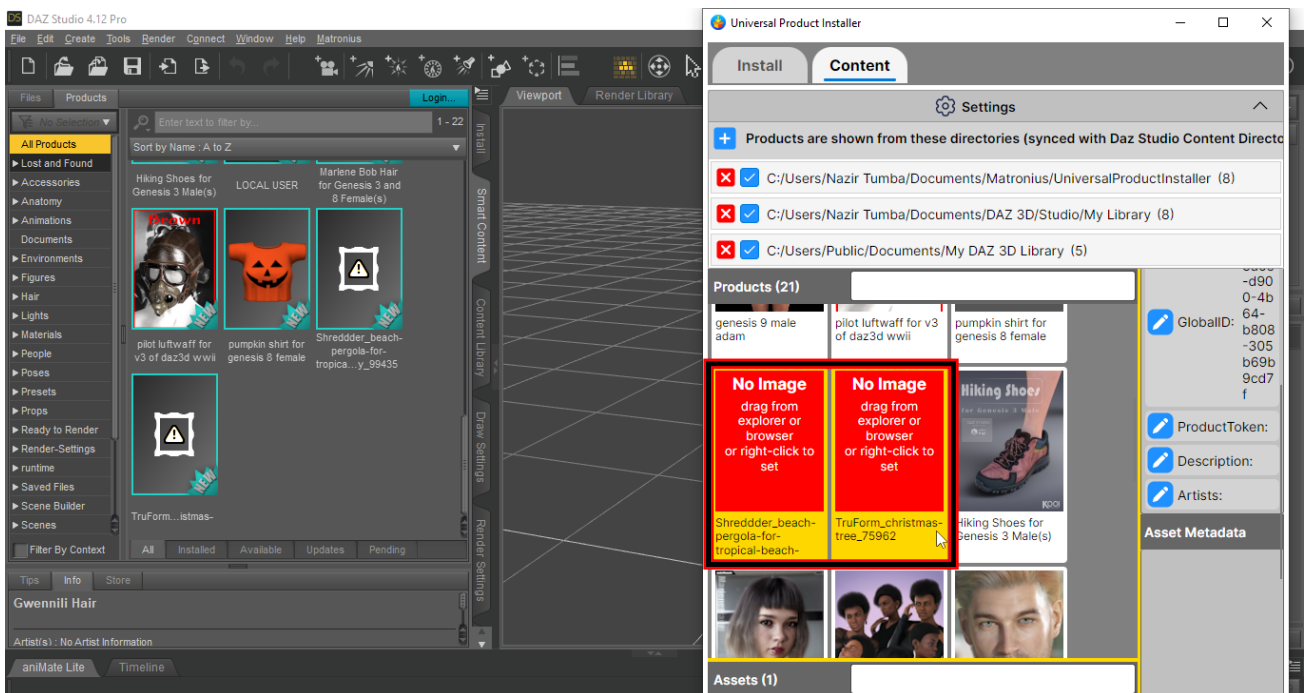 DS DAZ Studio 4.12 Pro
File Edit Create Tools Render Connect Window Help Matronius
Files Products Login...
No Selection
Enter text to filter by...
1 - 22
Sort by Name : A to Z
All Products
Lost and Found
Accessories
Anatomy
Animations
Documents
Environments
Figures
Hair
Lights
Materials
People
Poses
Presets
Props
Ready to Render
Render-Settings
runtime
Saved Files
Scene Builder
Scenes
Filter By Context
Hiking Shoes for
Genesis 3 Male(s)
LOCAL USER
Marlene Bob Hair
for Genesis 3 and
8 Female(s)
Brown
NEW
pilot luftwaff for
v3 of daz3d wwii
NEW
pumpkin shirt for
genesis 8 female
NEW
Shreddder_beach-
pergola-for-
tropica...y_99435
NEW
TruForm...istmas-
All Installed Available Updates Pending
Tips Info Store
Gwennili Hair
Artist(s) : No Artist Information
aniMate Lite Timeline
Install
Smart Content
Content Library
Draw Settings
Render Settings
Viewport Render Library
Universal Product Installer
Install Content
Settings
Products are shown from these directories (synced with Daz Studio Content Directo
C:/Users/Nazir Tumba/Documents/Matronius/UniversalProductInstaller (8)
C:/Users/Nazir Tumba/Documents/DAZ 3D/Studio/My Library (8)
C:/Users/Public/Documents/My DAZ 3D Library (5)
Products (21)
genesis 9 male
adam
pilot luftwaff for v3
of daz3d wwii
pumpkin shirt for
genesis 8 female
No Image
drag from
explorer or
browser
or right-click to
set
Shreddder_beach-
pergola-for-
tropical-beach-
No Image
drag from
explorer or
browser
or right-click to
set
TruForm_christmas-
tree_75962
Hiking Shoes
for Genesis 3 Male
KOOI
Hiking Shoes for
Genesis 3 Male(s)
Assets (1)
GlobalID:
-d90
0-4b
64-
b808
-305
b69b
9cd7
f
ProductToken:
Description:
Artists:
Asset Metadata